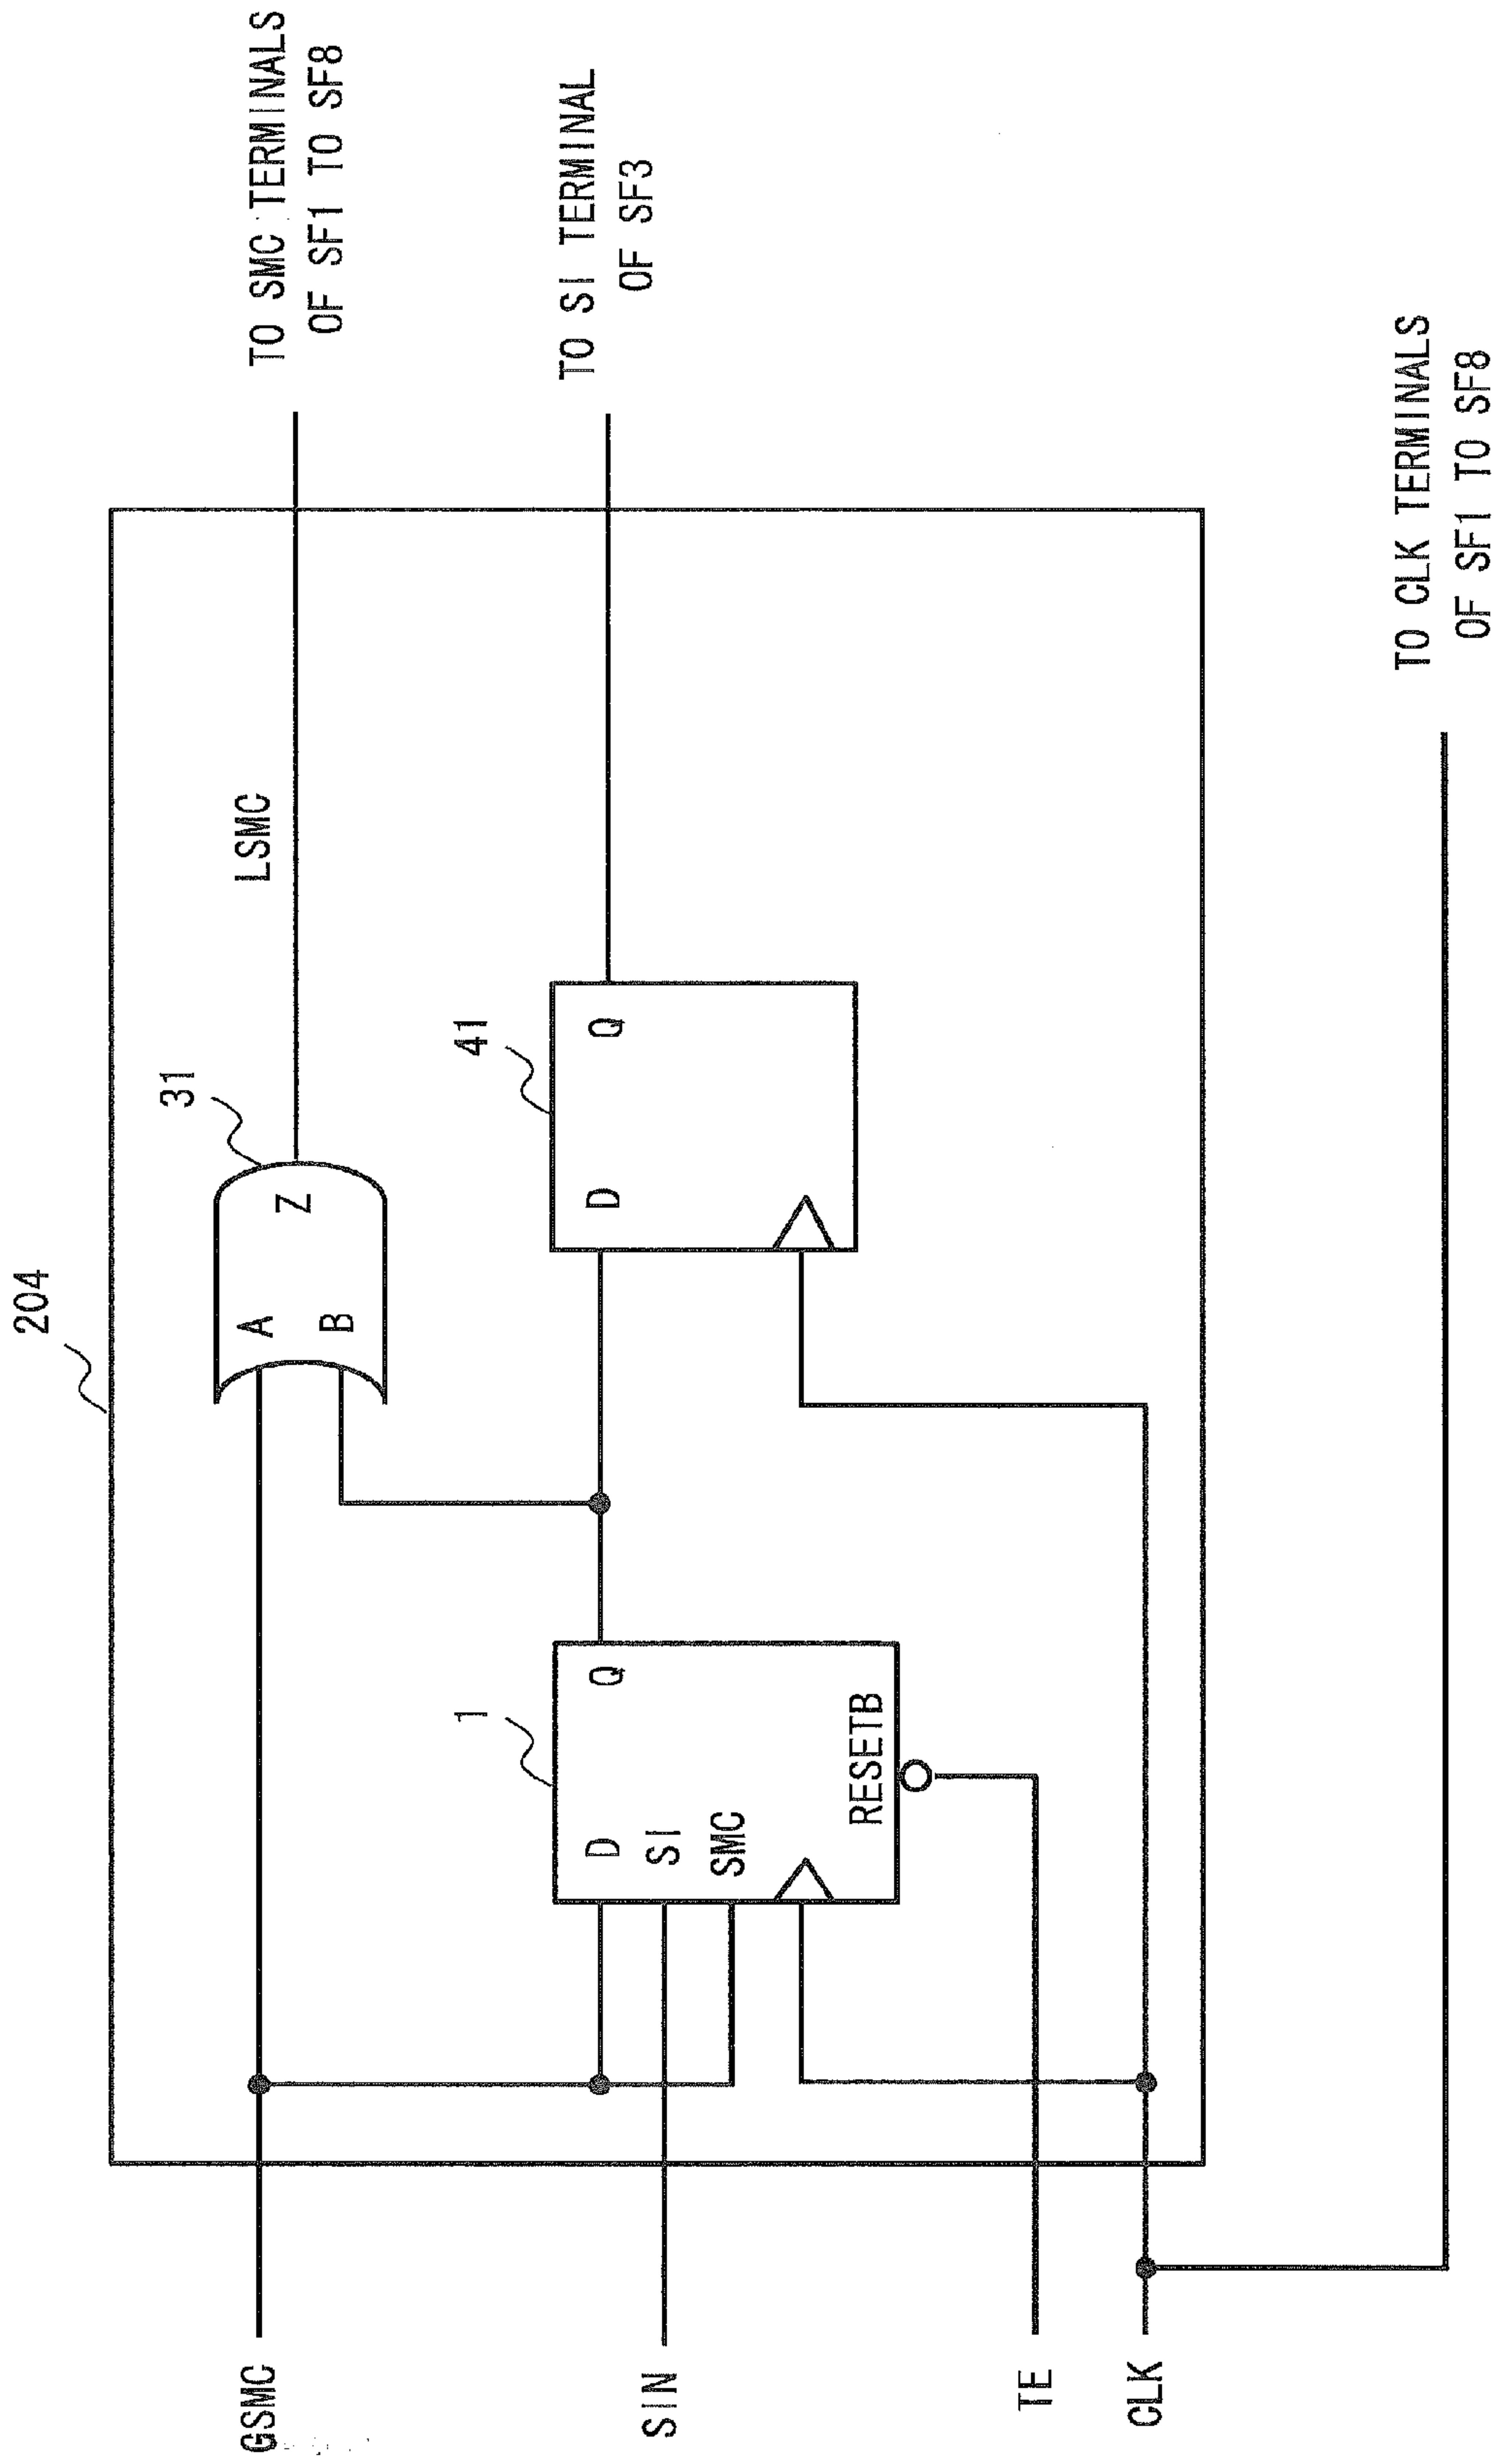 204
31
TO SMC TERMINALS
OF SF1 TO SF8
LSMC
A
B
Z
GSMC
1
41
TO SI TERMINAL
OF SF3
D
Q
SI
SMC
RESETB
D
Q
SIN
TE
CLK
TO CLK TERMINALS
OF SF1 TO SF8